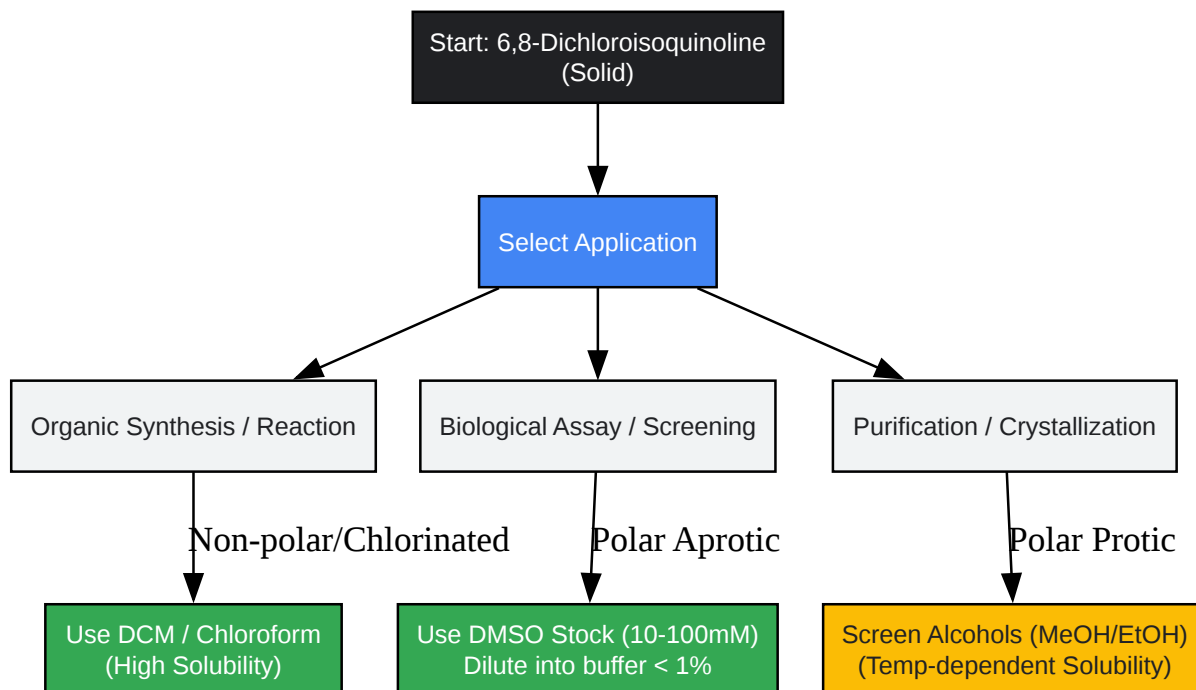 Start: 6,8-Dichloroisoquinoline
(Solid)
Select Application
Organic Synthesis / Reaction
Biological Assay / Screening
Purification / Crystallization
Non-polar/Chlorinated
Polar Aprotic
Polar Protic
Use DCM / Chloroform
(High Solubility)
Use DMSO Stock (10-100mM)
Dilute into buffer < 1%
Screen Alcohols (MeOH/EtOH)
(Temp-dependent Solubility)